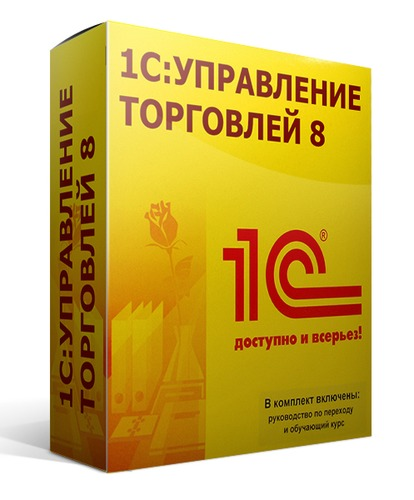 1С:УПРАВЛЕНИЕ
ТОРГОВЛЕЙ 8
1С:УПРАВЛЕНИЕ
ТОРГОВЛЕЙ 8
1С®
доступно и всерьез!
В комплект включены:
руководство по переходу
и обучающий курс